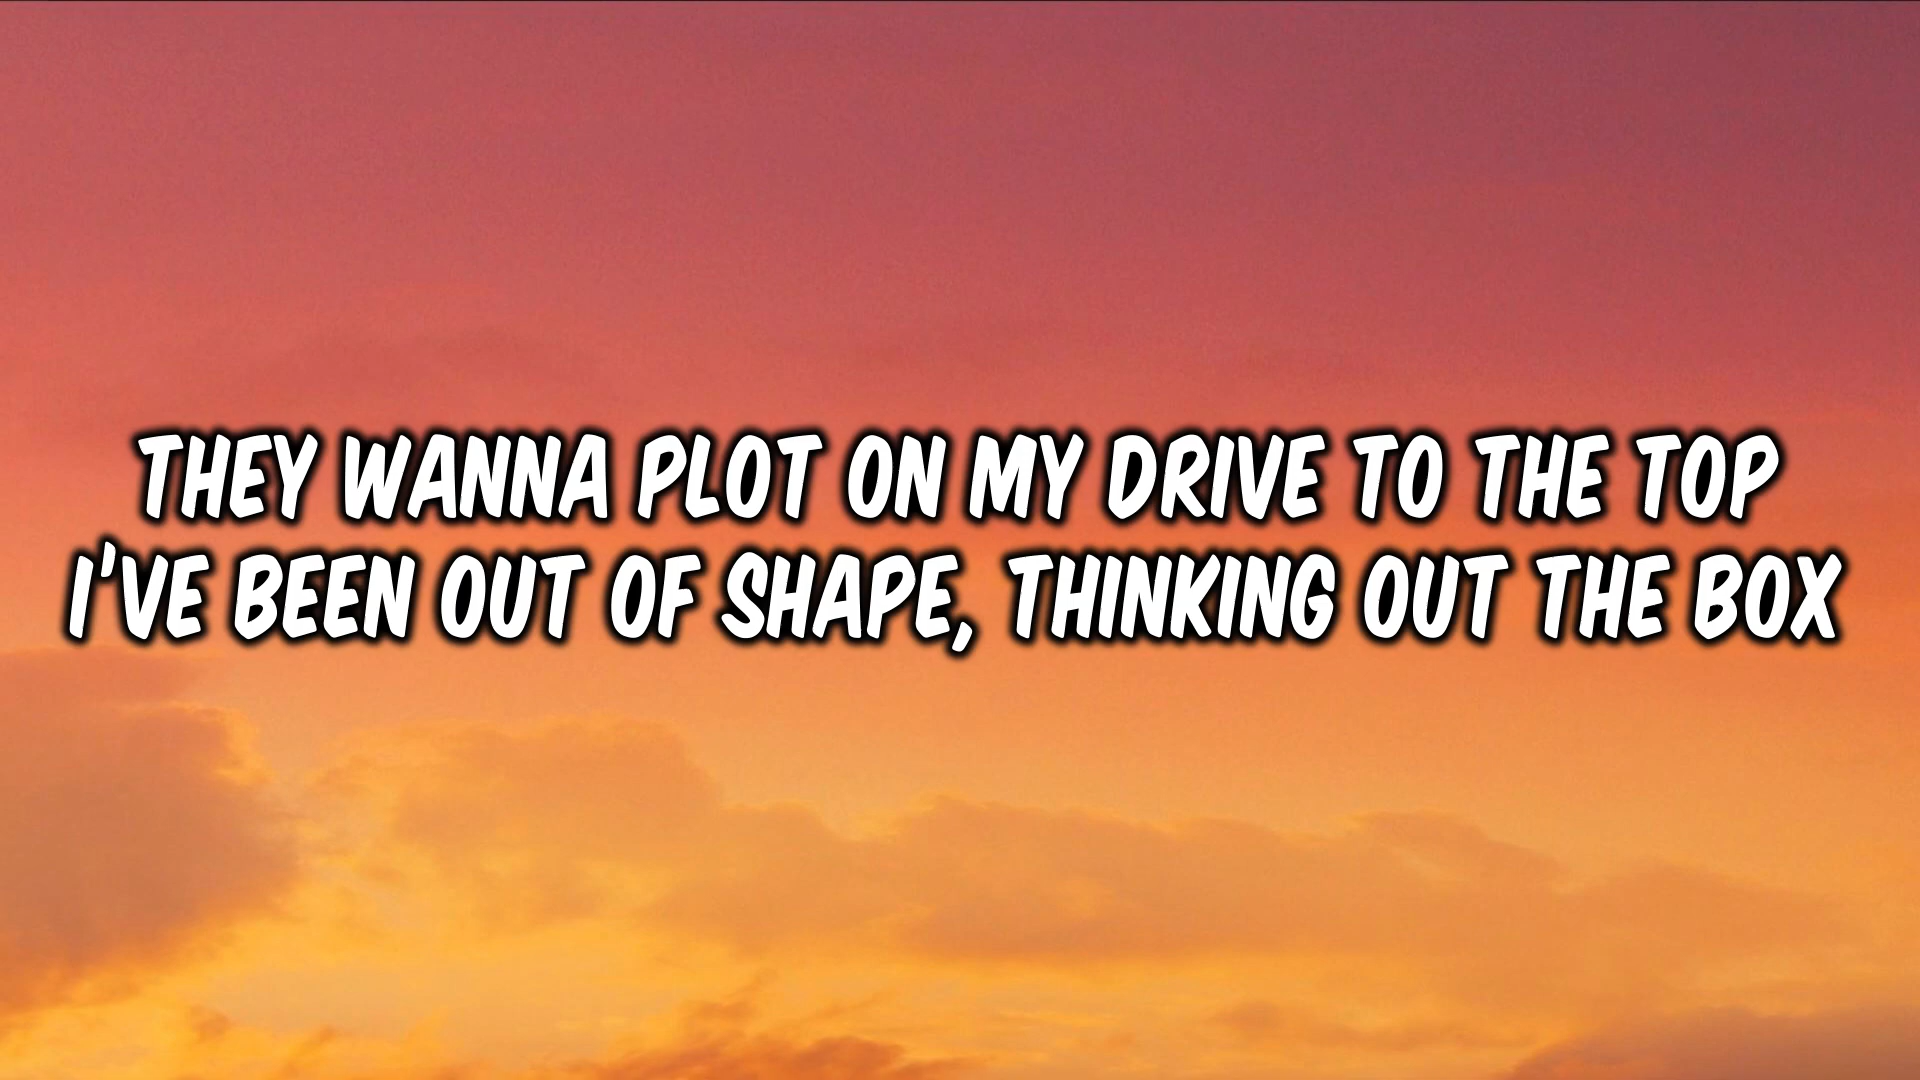 THEY WANNA PLOT ON MY DRIVE TO THE TOP
I'VE BEEN OUT OF SHAPE, THINKING OUT THE BOX